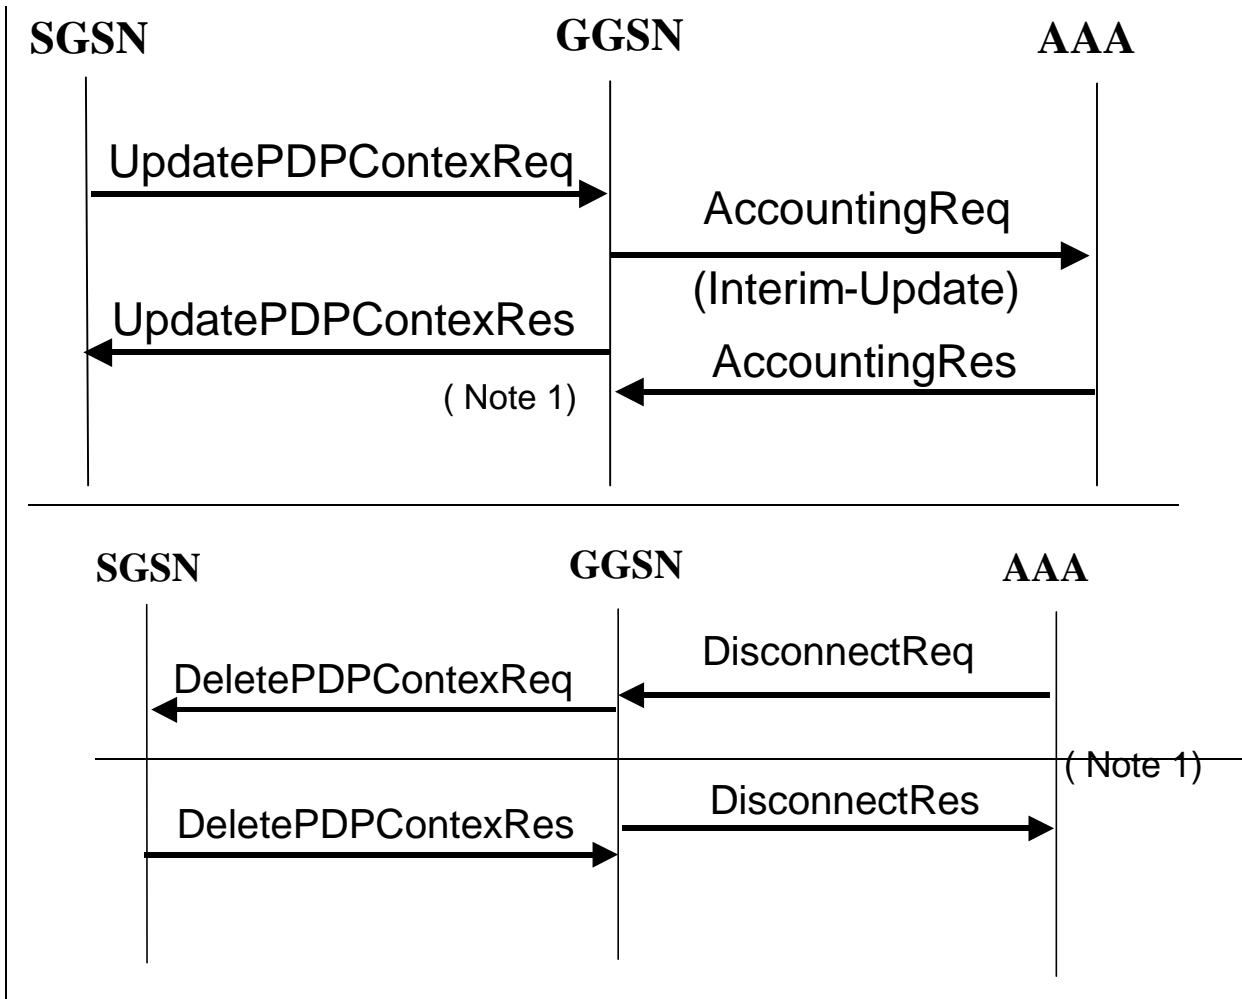 SGSN GGSN AAA
UpdatePDPContexReq
AccountingReq
(Interim-Update)
UpdatePDPContexRes
AccountingRes
( Note 1)
SGSN GGSN AAA
DisconnectReq
DeletePDPContexReq
( Note 1)
DisconnectRes
DeletePDPContexRes